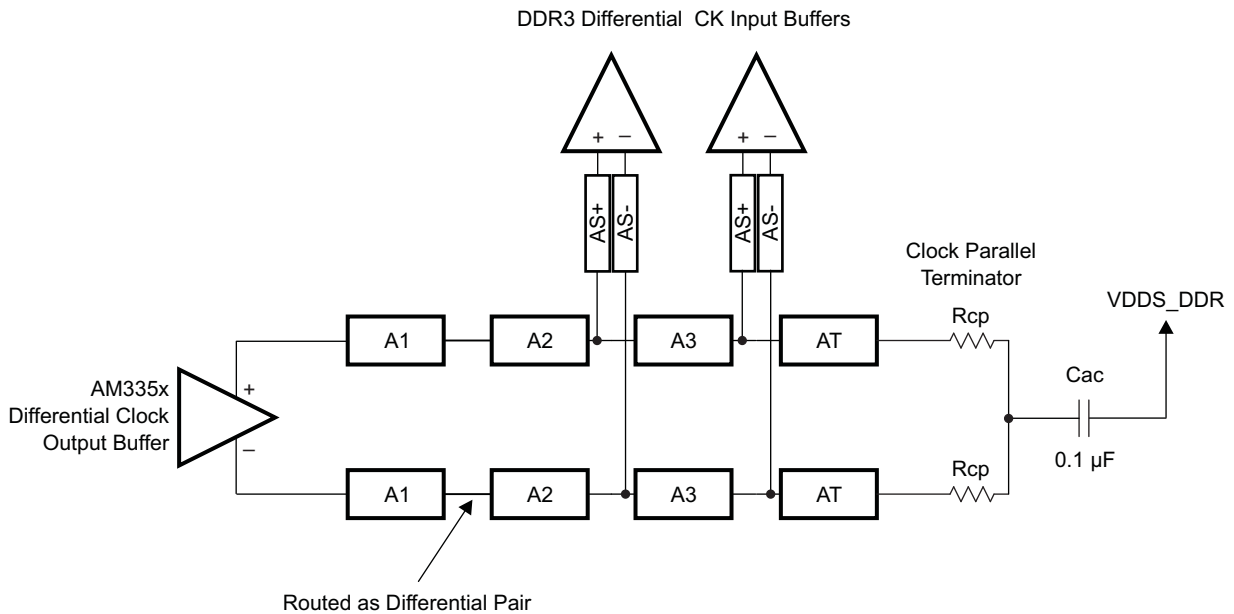 DDR3 Differential CK Input Buffers
+ − + −
AS+ AS- AS+ AS-
Clock Parallel
Terminator
VDDS_DDR
A1 A2 A3 AT Rcp
AM335x
Differential Clock
Output Buffer
+
−
Cac
0.1 µF
A1 A2 A3 AT Rcp
Routed as Differential Pair